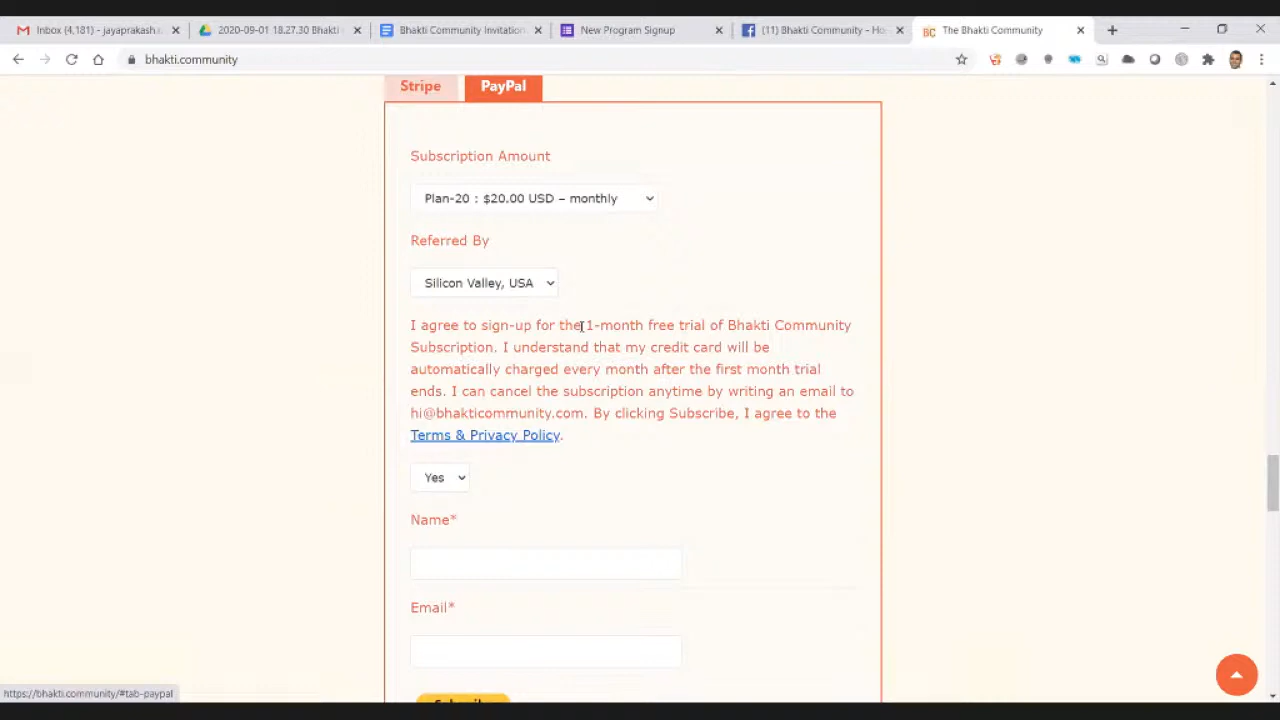 Inbox (4,181) - jayaprakash.
2020-09-01 18.27.30 Bhakti
Bhakti Community Invitation
New Program Signup
(11) Bhakti Community - Ho
The Bhakti Community
bhakti.community
Stripe
PayPal
Subscription Amount
Plan-20 : $20.00 USD – monthly
Referred By
Silicon Valley, USA
I agree to sign-up for the 1-month free trial of Bhakti Community
Subscription. I understand that my credit card will be
automatically charged every month after the first month trial
ends. I can cancel the subscription anytime by writing an email to
hi@bhakticommunity.com. By clicking Subscribe, I agree to the
Terms & Privacy Policy.
Yes
Name*
Email*
https://bhakti.community/#tab-paypal